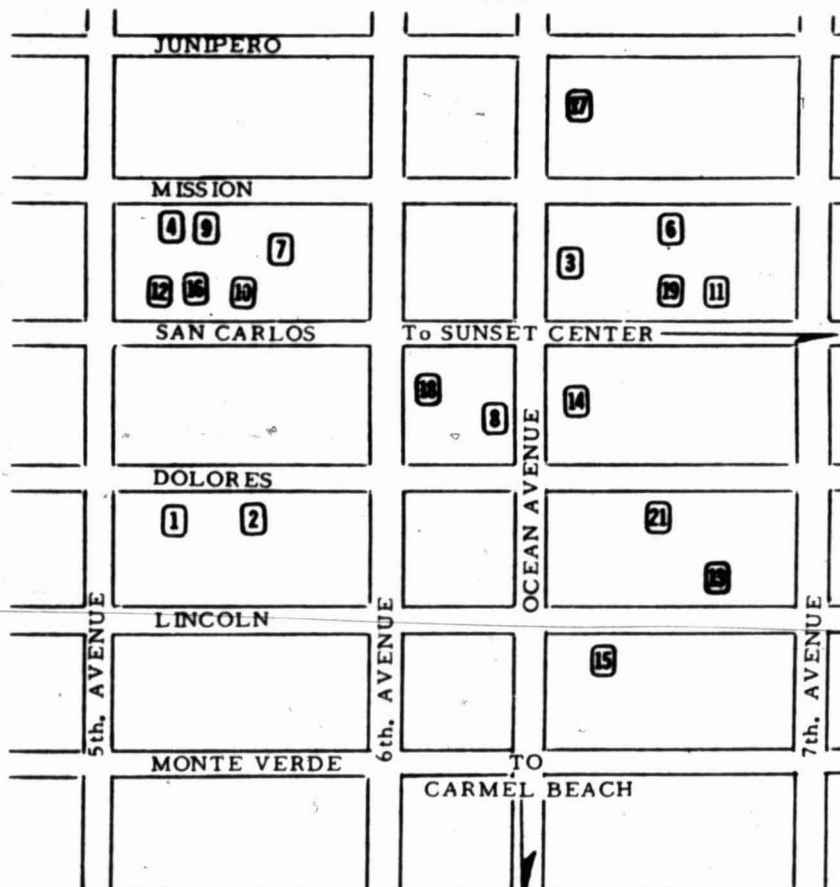 JUNIPERO
17
MISSION
4 9 7 6
3
12 16 10 19 11
SAN CARLOS To SUNSET CENTER
18 8 14
DOLORES
OCEAN AVENUE
1 2 21
LINCOLN
5th. AVENUE 6th. AVENUE 7th. AVENUE
15
MONTE VERDE TO
CARMEL BEACH